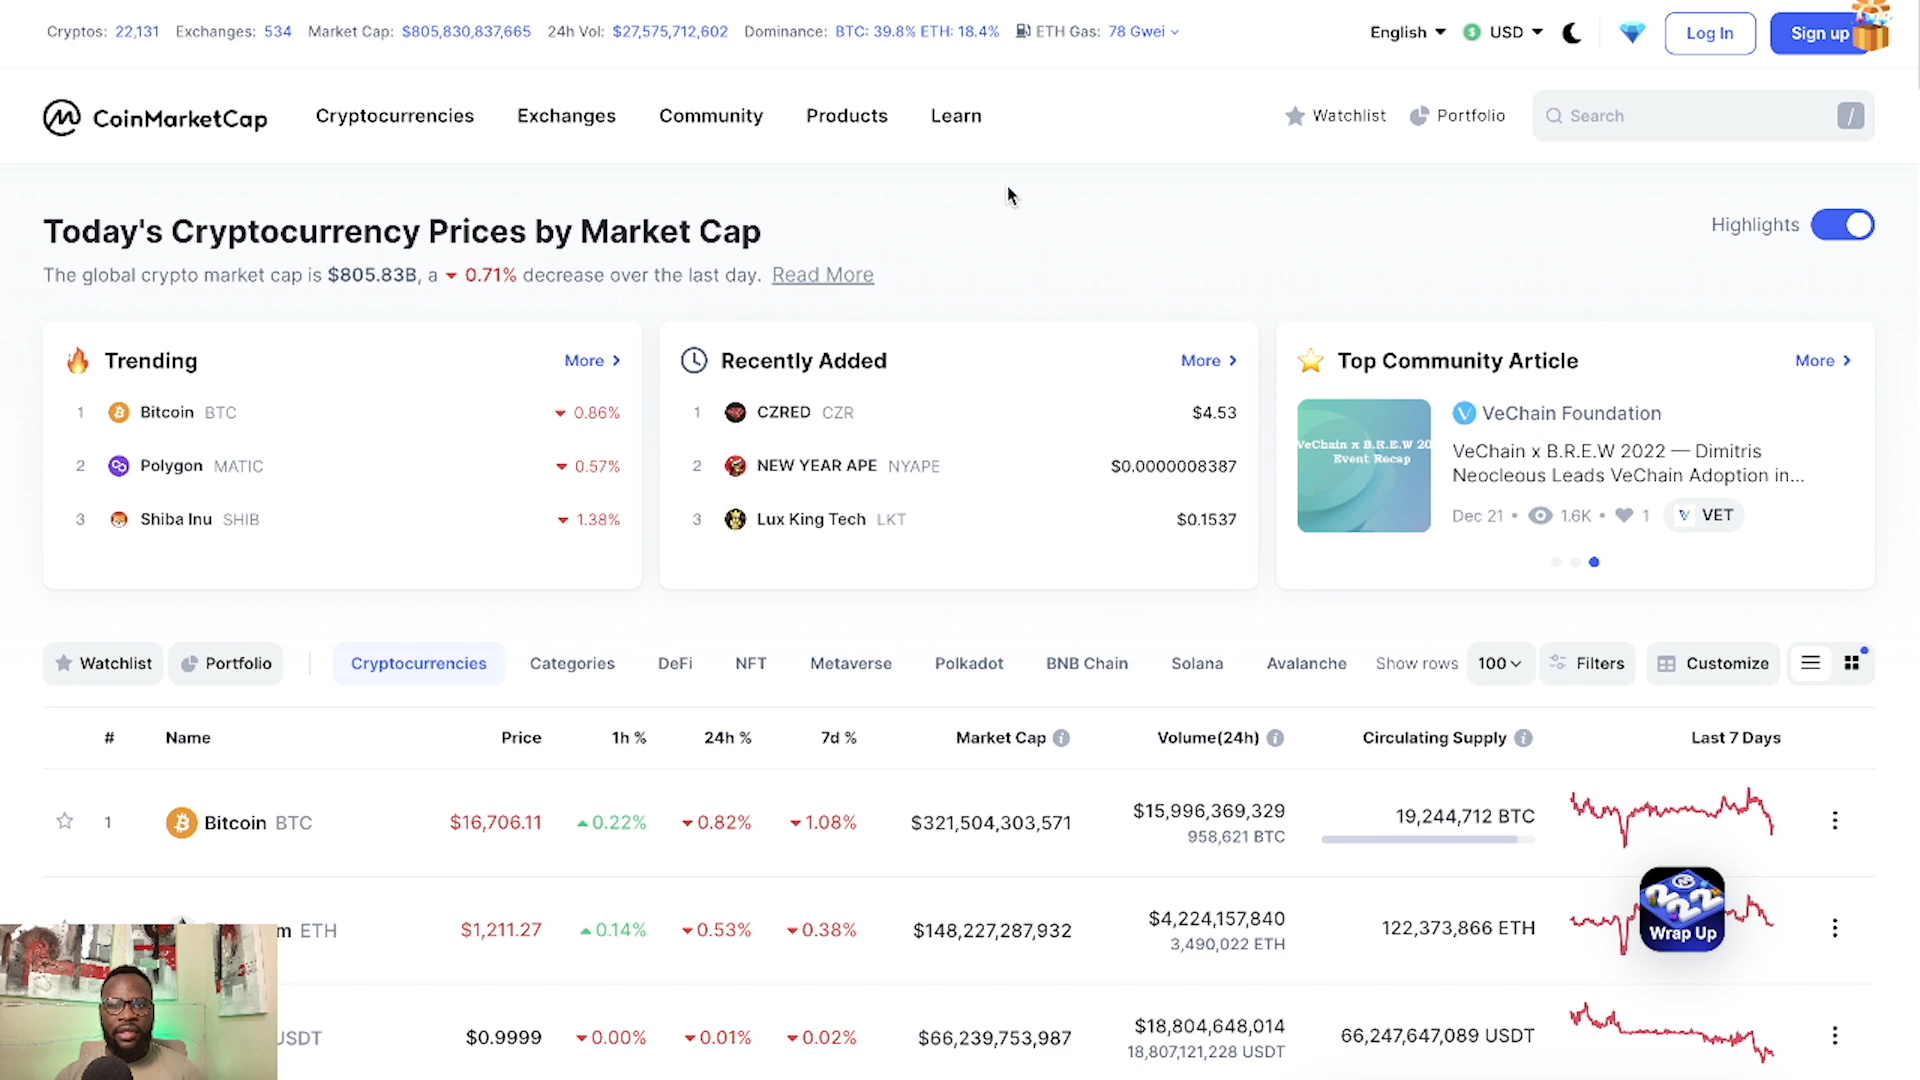 Cryptos: 22,131 Exchanges: 534 Market Cap: $805,830,837,665 24h Vol: $27,575,712,602 Dominance: BTC: 39.8% ETH: 18.4% ETH Gas: 78 Gwei English USD Log In Sign up
CoinMarketCap Cryptocurrencies Exchanges Community Products Learn Watchlist Portfolio Search /
Today's Cryptocurrency Prices by Market Cap
Highlights
The global crypto market cap is $805.83B, a 0.71% decrease over the last day. Read More
Trending More
1 Bitcoin BTC 0.86%
2 Polygon MATIC 0.57%
3 Shiba Inu SHIB 1.38%
Recently Added More
1 CZRED CZR $4.53
2 NEW YEAR APE NYAPE $0.0000008387
3 Lux King Tech LKT $0.1537
Top Community Article More
VeChain x B.R.E.W 20
Event Recap
VeChain Foundation
VeChain x B.R.E.W 2022 — Dimitris
Neocleous Leads VeChain Adoption in...
Dec 21 • 1.6K • 1 VET
Watchlist Portfolio Cryptocurrencies Categories DeFi NFT Metaverse Polkadot BNB Chain Solana Avalanche Show rows 100 Filters Customize
# Name Price 1h % 24h % 7d % Market Cap Volume(24h) Circulating Supply Last 7 Days
1 Bitcoin BTC $16,706.11 0.22% 0.82% 1.08% $321,504,303,571 $15,996,369,329 19,244,712 BTC
958,621 BTC
m ETH $1,211.27 0.14% 0.53% 0.38% $148,227,287,932 $4,224,157,840 122,373,866 ETH
3,490,022 ETH
2022
Wrap Up
USDT $0.9999 0.00% 0.01% 0.02% $66,239,753,987 $18,804,648,014 66,247,647,089 USDT
18,807,121,228 USDT